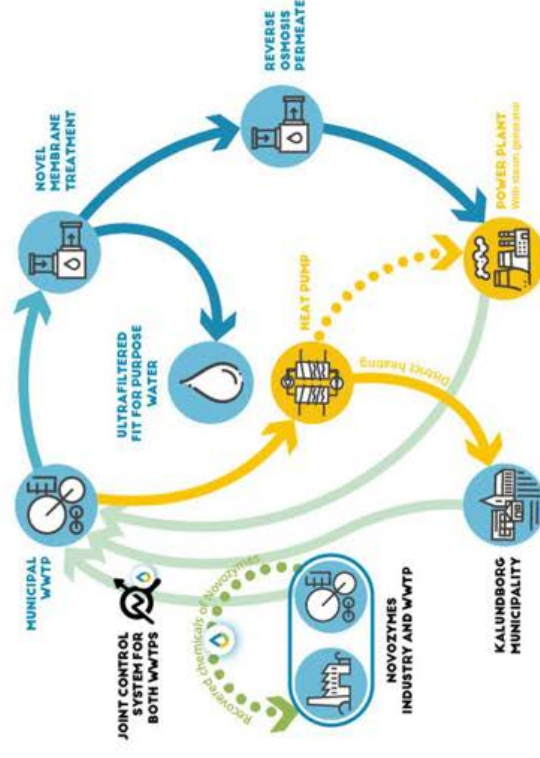 MUNICIPAL
WWTP
NOVEL
MEMBRANE
TREATMENT
REVERSE
OSMOSIS
PERMEATE
ULTRAFILTERED
FIT FOR PURPOSE
WATER
JOINT CONTROL
SYSTEM FOR
BOTH WWTPS
HEAT PUMP
POWER PLANT
With steam generator
District heating
Recovered chemicals of Novozymes
NOVOZYMES
INDUSTRY AND WWTP
KALUNDBORG
MUNICIPALITY